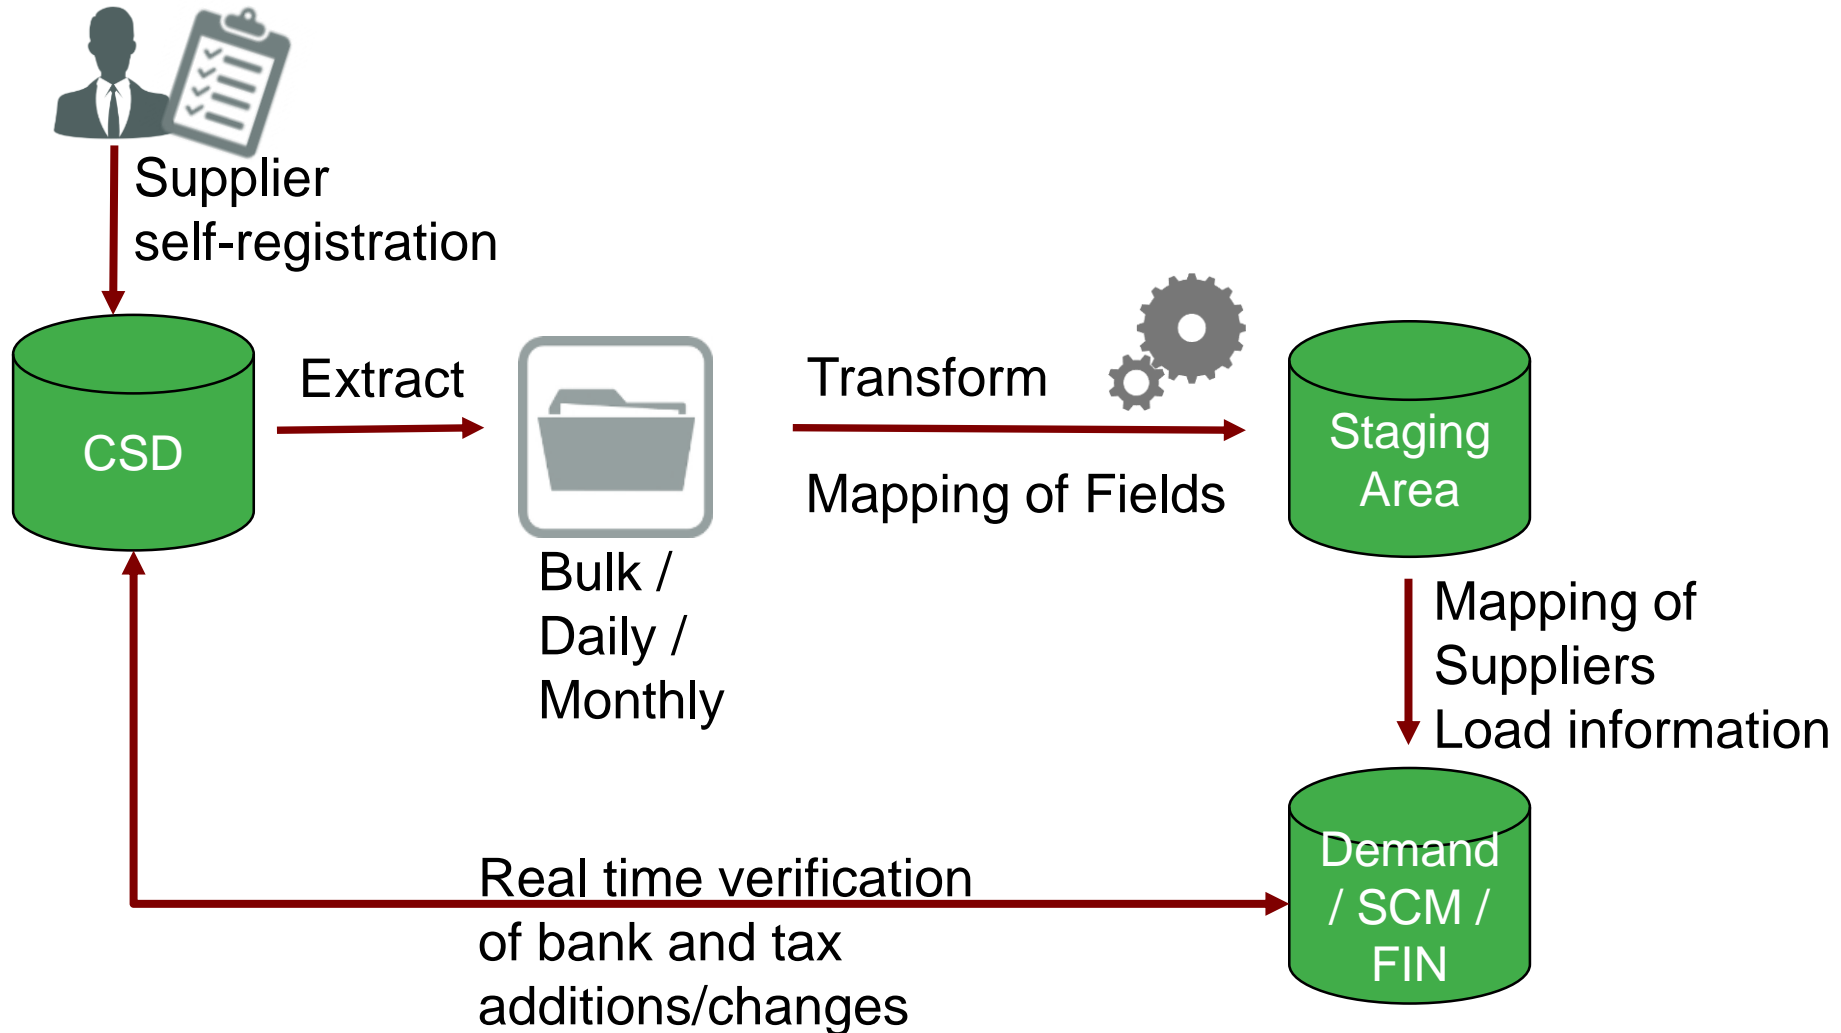 Supplier
self-registration
CSD
Extract
Bulk /
Daily /
Monthly
Transform
Mapping of Fields
Staging
Area
Mapping of
Suppliers
Load information
Demand
/ SCM /
FIN
Real time verification
of bank and tax
additions/changes